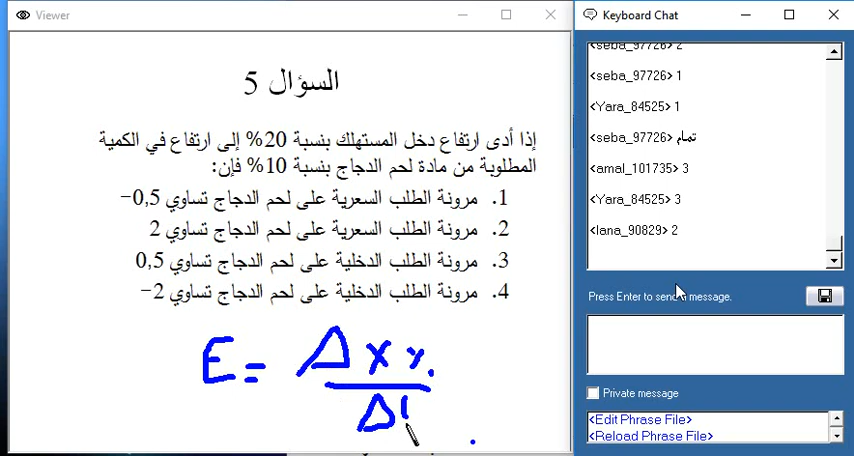 Viewer
السؤال 5
إذا أدى ارتفاع دخل المستهلك بنسبة 20% إلى ارتفاع في الكمية
المطلوبة من مادة لحم الدجاج بنسبة 10% فإن:
1. مرونة الطلب السعرية على لحم الدجاج تساوي 0,5-
2. مرونة الطلب السعرية على لحم الدجاج تساوي 2
3. مرونة الطلب الدخلية على لحم الدجاج تساوي 0,5
4. مرونة الطلب الدخلية على لحم الدجاج تساوي 2-
E = Δ X %
Δ I
Keyboard Chat
<seba_97726> 2
<seba_97726> 1
<Yara_84525> 1
<seba_97726> تمام
<amal_101735> 3
<Yara_84525> 3
<lana_90829> 2
Press Enter to send message.
Private message
<Edit Phrase File>
<Reload Phrase File>